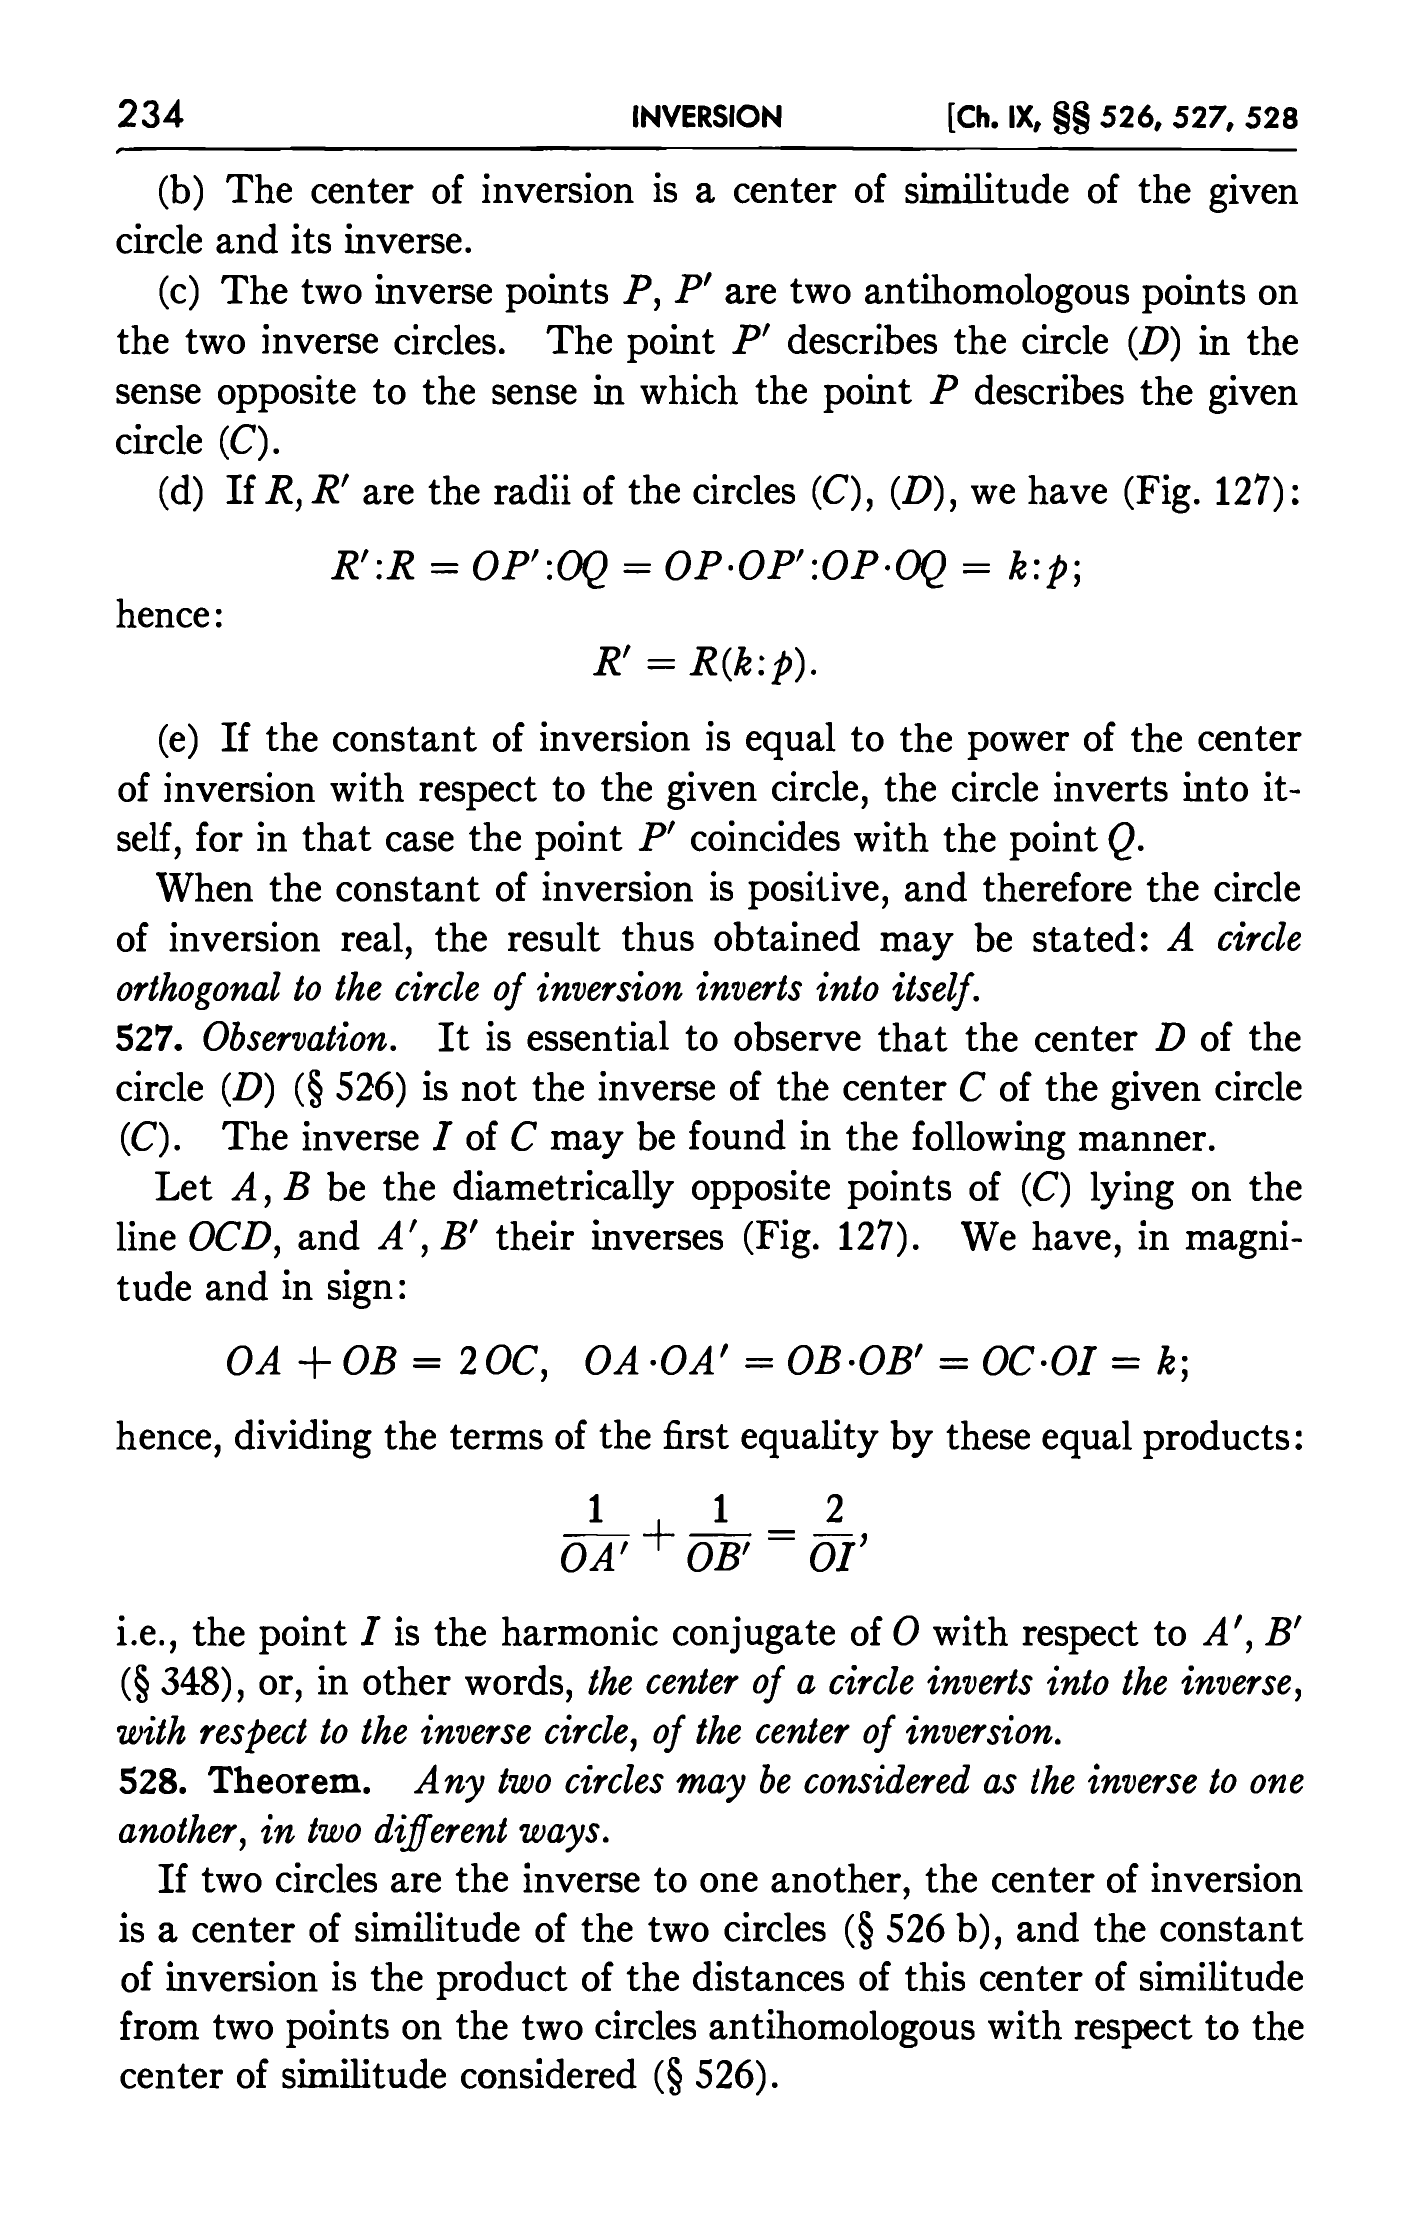 234 INVERSION [Ch. IX, §§ 526, 527, 528
(b) The center of inversion is a center of similitude of the given
circle and its inverse.
(c) The two inverse points P, P′ are two antihomologous points on
the two inverse circles. The point P′ describes the circle (D) in the
sense opposite to the sense in which the point P describes the given
circle (C).
(d) If R, R′ are the radii of the circles (C), (D), we have (Fig. 127):
R′:R = OP′:OQ = OP·OP′:OP·OQ = k:p;
hence:
R′ = R(k:p).
(e) If the constant of inversion is equal to the power of the center
of inversion with respect to the given circle, the circle inverts into it-
self, for in that case the point P′ coincides with the point Q.
When the constant of inversion is positive, and therefore the circle
of inversion real, the result thus obtained may be stated: A circle
orthogonal to the circle of inversion inverts into itself.
527. Observation. It is essential to observe that the center D of the
circle (D) (§ 526) is not the inverse of the center C of the given circle
(C). The inverse I of C may be found in the following manner.
Let A, B be the diametrically opposite points of (C) lying on the
line OCD, and A′, B′ their inverses (Fig. 127). We have, in magni-
tude and in sign:
OA + OB = 2 OC, OA·OA′ = OB·OB′ = OC·OI = k;
hence, dividing the terms of the first equality by these equal products:
1/OA′ + 1/OB′ = 2/OI,
i.e., the point I is the harmonic conjugate of O with respect to A′, B′
(§ 348), or, in other words, the center of a circle inverts into the inverse,
with respect to the inverse circle, of the center of inversion.
528. Theorem. Any two circles may be considered as the inverse to one
another, in two different ways.
If two circles are the inverse to one another, the center of inversion
is a center of similitude of the two circles (§ 526 b), and the constant
of inversion is the product of the distances of this center of similitude
from two points on the two circles antihomologous with respect to the
center of similitude considered (§ 526).